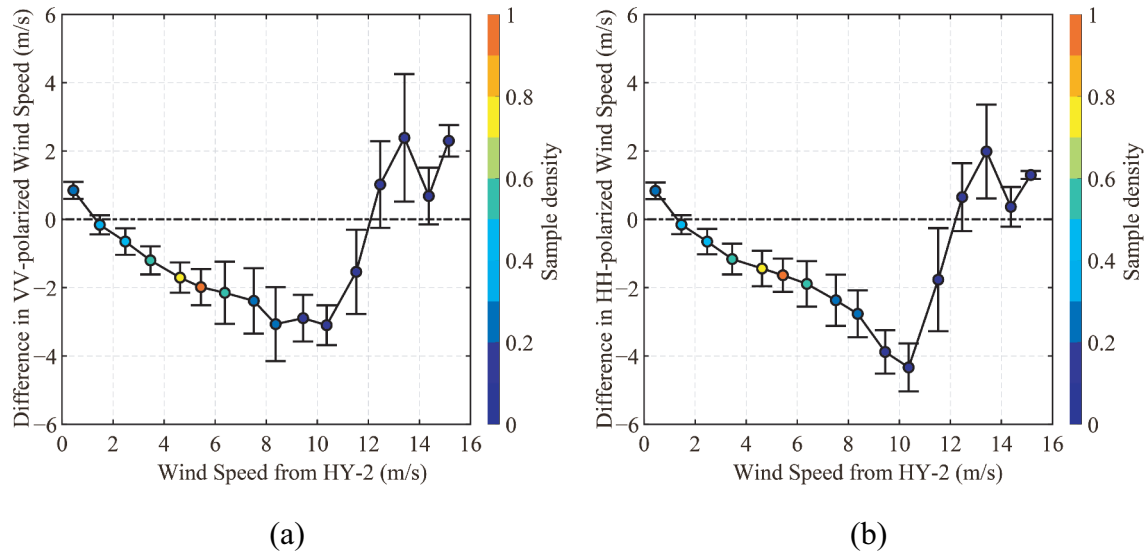 Difference in VV-polarized Wind Speed (m/s)
6
4
2
0
−2
−4
−6
0 2 4 6 8 10 12 14 16
Wind Speed from HY-2 (m/s)
1
0.8
0.6
0.4
0.2
0
Sample density
(a)
Difference in HH-polarized Wind Speed (m/s)
6
4
2
0
−2
−4
−6
0 2 4 6 8 10 12 14 16
Wind Speed from HY-2 (m/s)
1
0.8
0.6
0.4
0.2
0
Sample density
(b)